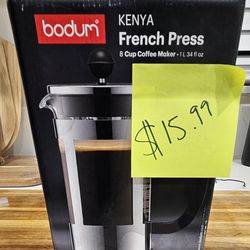 bodum®
KENYA
French Press
8 Cup Coffee Maker • 1 L 34 fl oz
$15.99